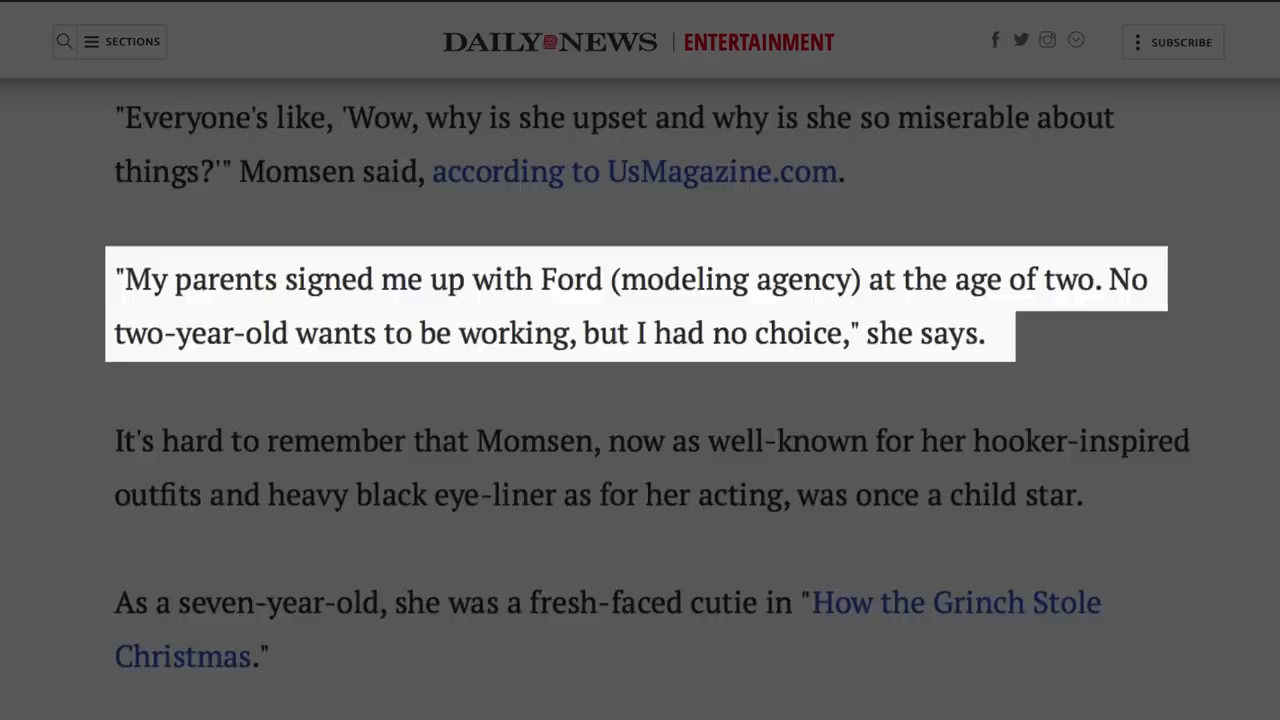 SECTIONS
DAILY NEWS | ENTERTAINMENT
SUBSCRIBE
"Everyone's like, 'Wow, why is she upset and why is she so miserable about
things?'" Momsen said, according to UsMagazine.com.
"My parents signed me up with Ford (modeling agency) at the age of two. No
two-year-old wants to be working, but I had no choice," she says.
It's hard to remember that Momsen, now as well-known for her hooker-inspired
outfits and heavy black eye-liner as for her acting, was once a child star.
As a seven-year-old, she was a fresh-faced cutie in "How the Grinch Stole
Christmas."